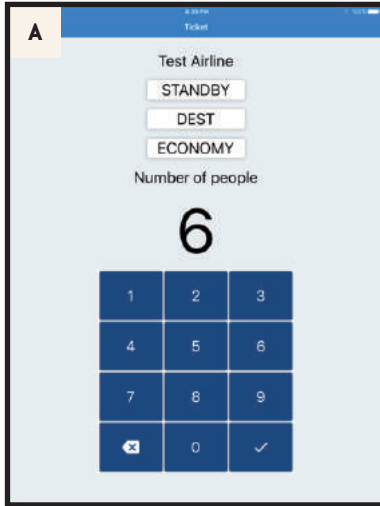 A
Ticket
Test Airline
STANDBY
DEST
ECONOMY
Number of people
6
1 2 3
4 5 6
7 8 9
0